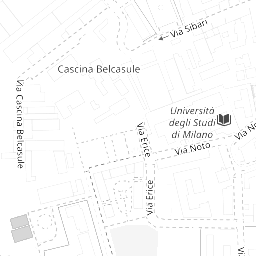 Via Sibari
Cascina Belcasule
Via Cascina Belcasule
Università
degli Studi
di Milano
Via Erice
Via Noto
Via Erice